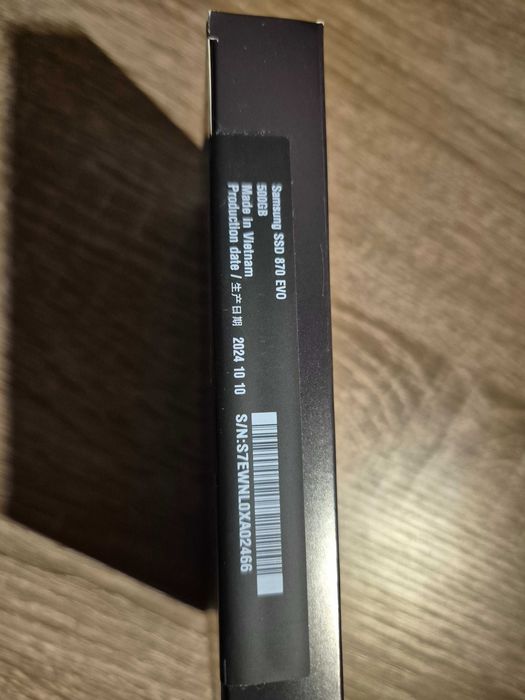 Samsung SSD 870 EVO
500GB
Made in Vietnam
Production date / 生产日期 2024 10 10
S/N:S7EWNL0XA02466